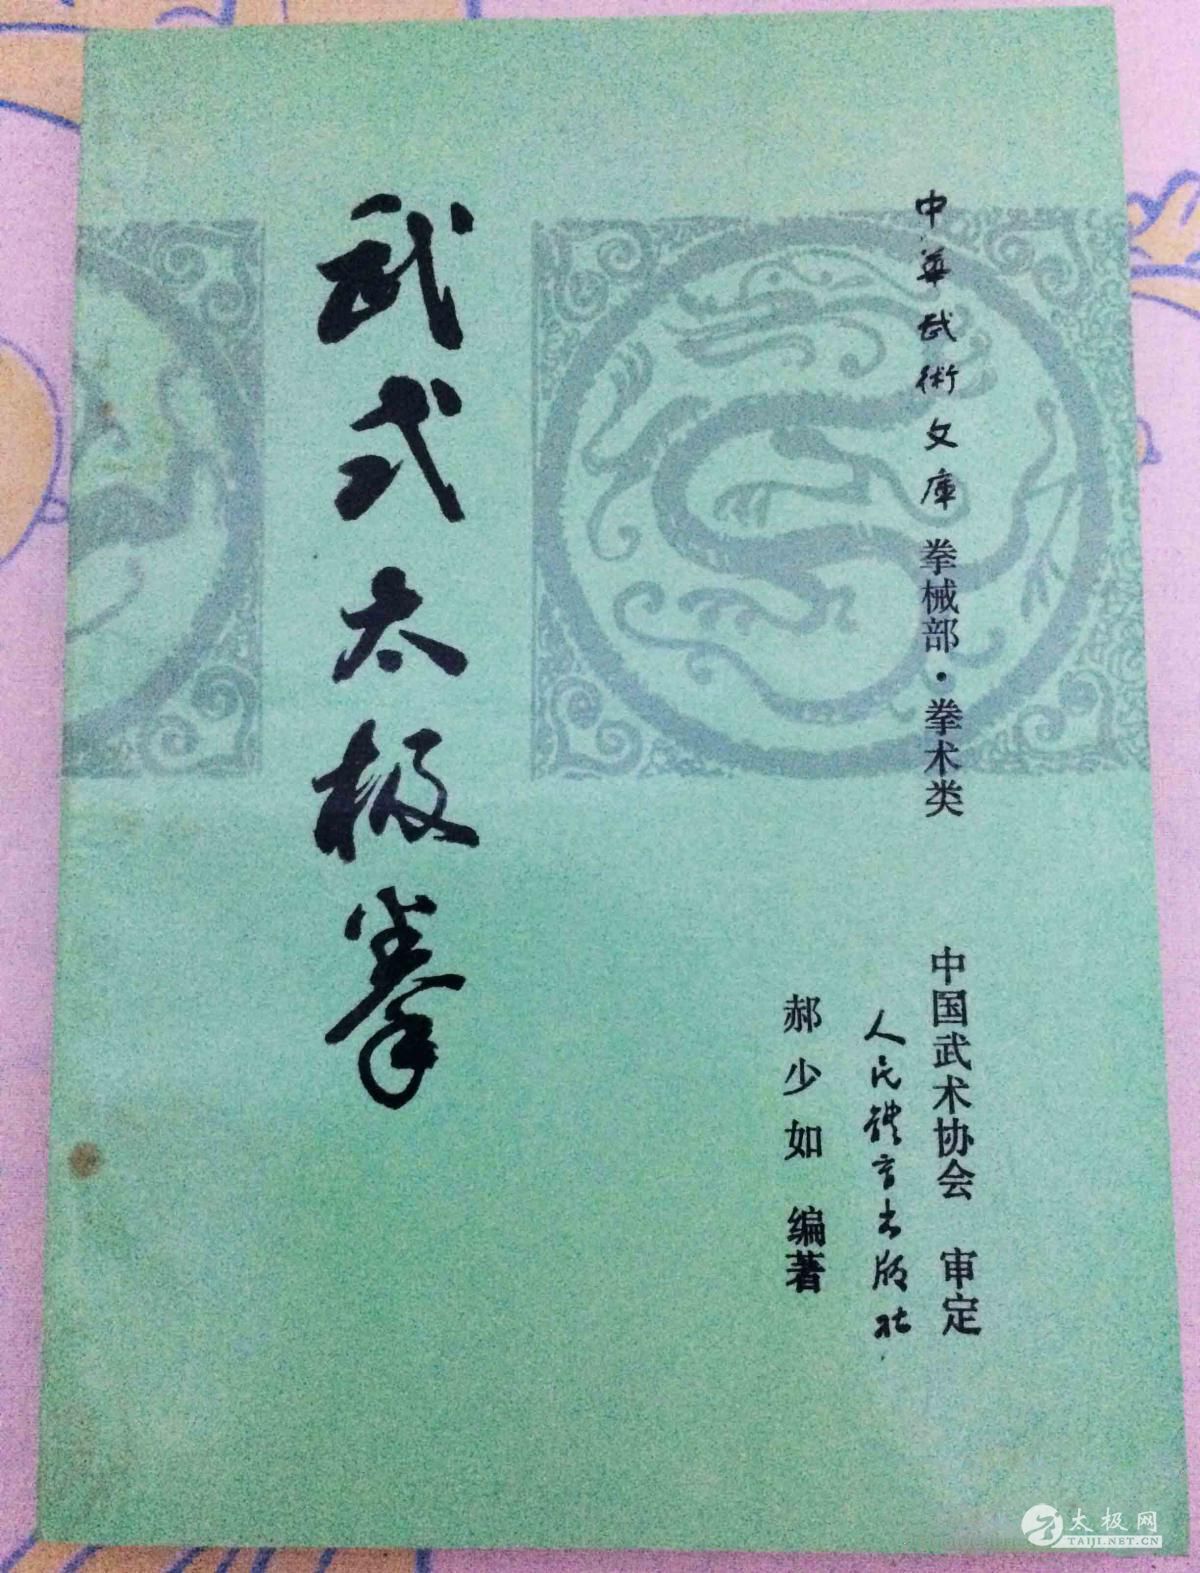 中華武術文庫 拳械部·拳术类
中国武术协会 审定
人民體育出版社
郝少如 编著
武式太极拳
太极网
TAIJI.NET.CN